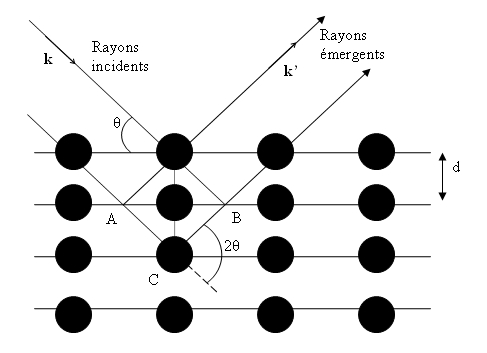 Rayons
incidents
Rayons
émergents
k
k'
θ
d
A
B
2θ
C